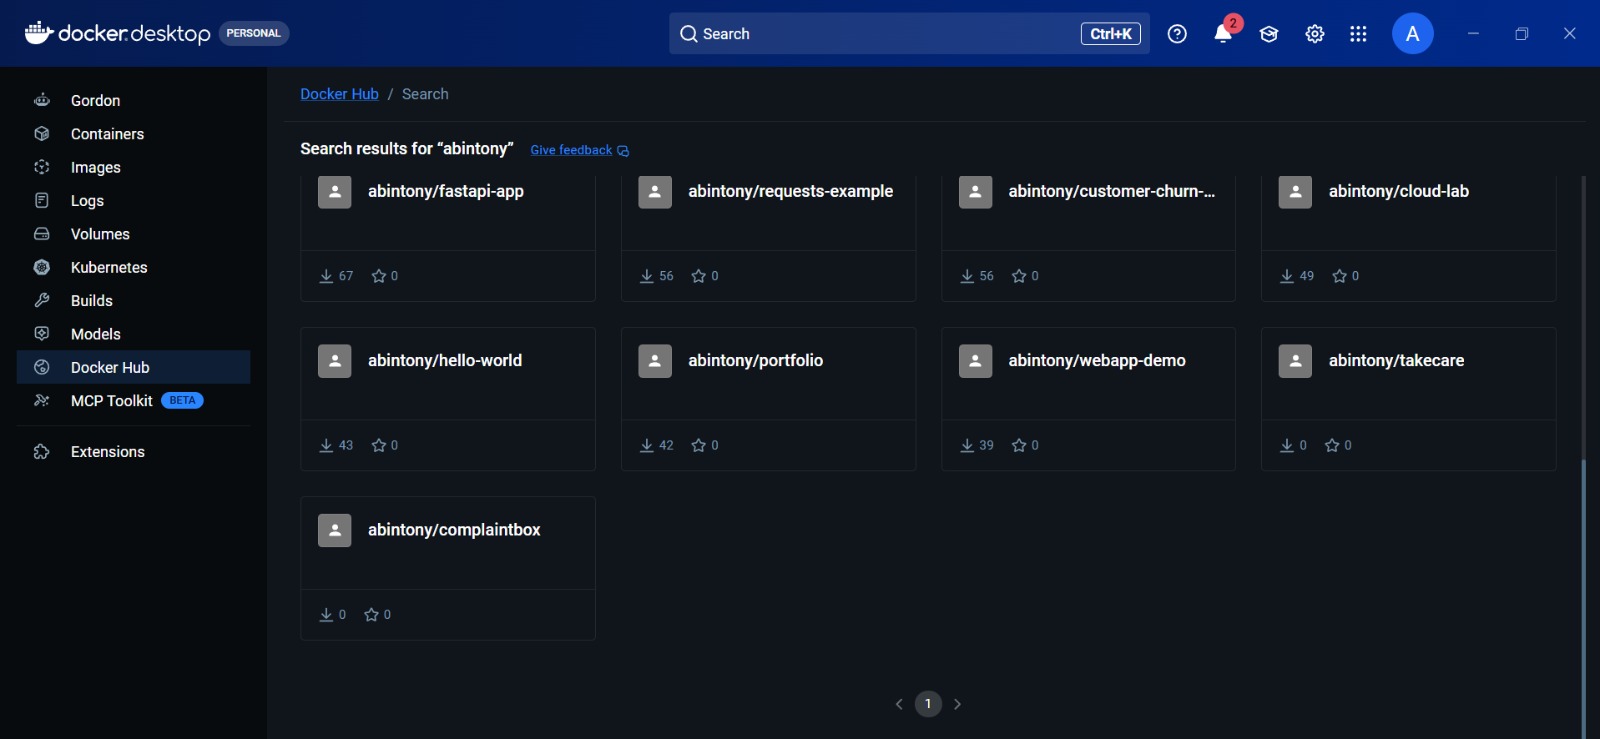 docker.desktop PERSONAL Search Ctrl+K 2 A
Gordon
Containers
Images
Logs
Volumes
Kubernetes
Builds
Models
Docker Hub
MCP Toolkit BETA
Extensions
Docker Hub / Search
Search results for “abintony” Give feedback
abintony/fastapi-app abintony/requests-example abintony/customer-churn-... abintony/cloud-lab
67 0 56 0 56 0 49 0
abintony/hello-world abintony/portfolio abintony/webapp-demo abintony/takecare
43 0 42 0 39 0 0 0
abintony/complaintbox
0 0
1